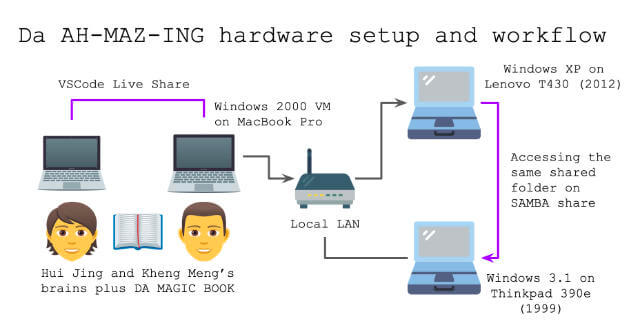 Da AH-MAZ-ING hardware setup and workflow
VSCode Live Share
Windows 2000 VM
on MacBook Pro
Windows XP on
Lenovo T430 (2012)
Accessing the
same shared
folder on
SAMBA share
Local LAN
Hui Jing and Kheng Meng’s
brains plus DA MAGIC BOOK
Windows 3.1 on
Thinkpad 390e
(1999)